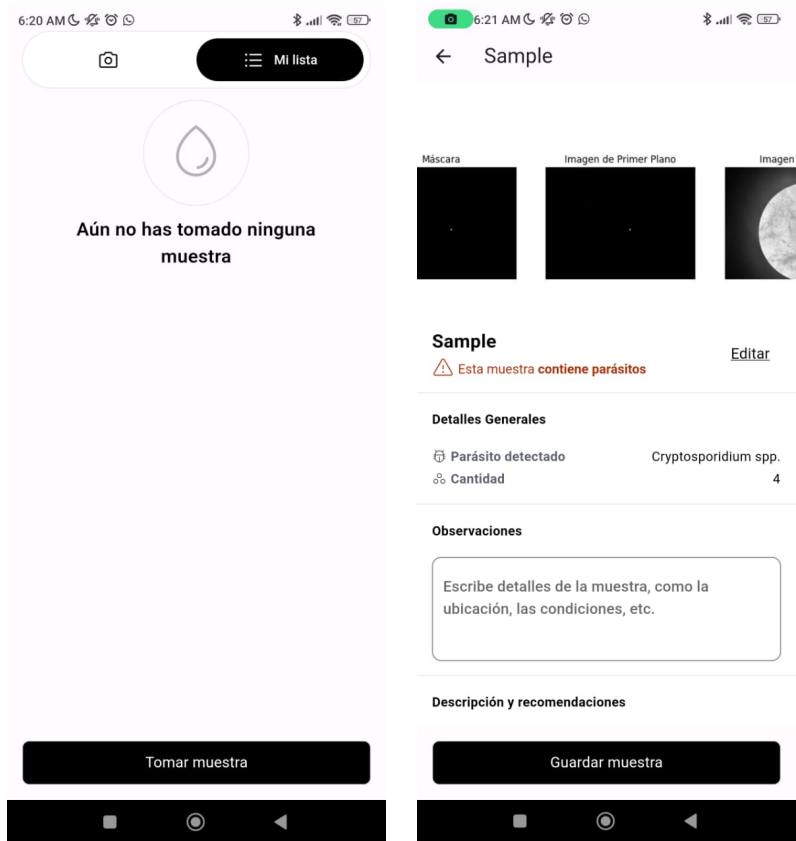 6:20 AM
57
Mi lista
Aún no has tomado ninguna
muestra
Tomar muestra
6:21 AM
57
Sample
Máscara
Imagen de Primer Plano
Imagen
Sample
Editar
Esta muestra contiene parásitos
Detalles Generales
Parásito detectado Cryptosporidium spp.
Cantidad 4
Observaciones
Escribe detalles de la muestra, como la
ubicación, las condiciones, etc.
Descripción y recomendaciones
Guardar muestra